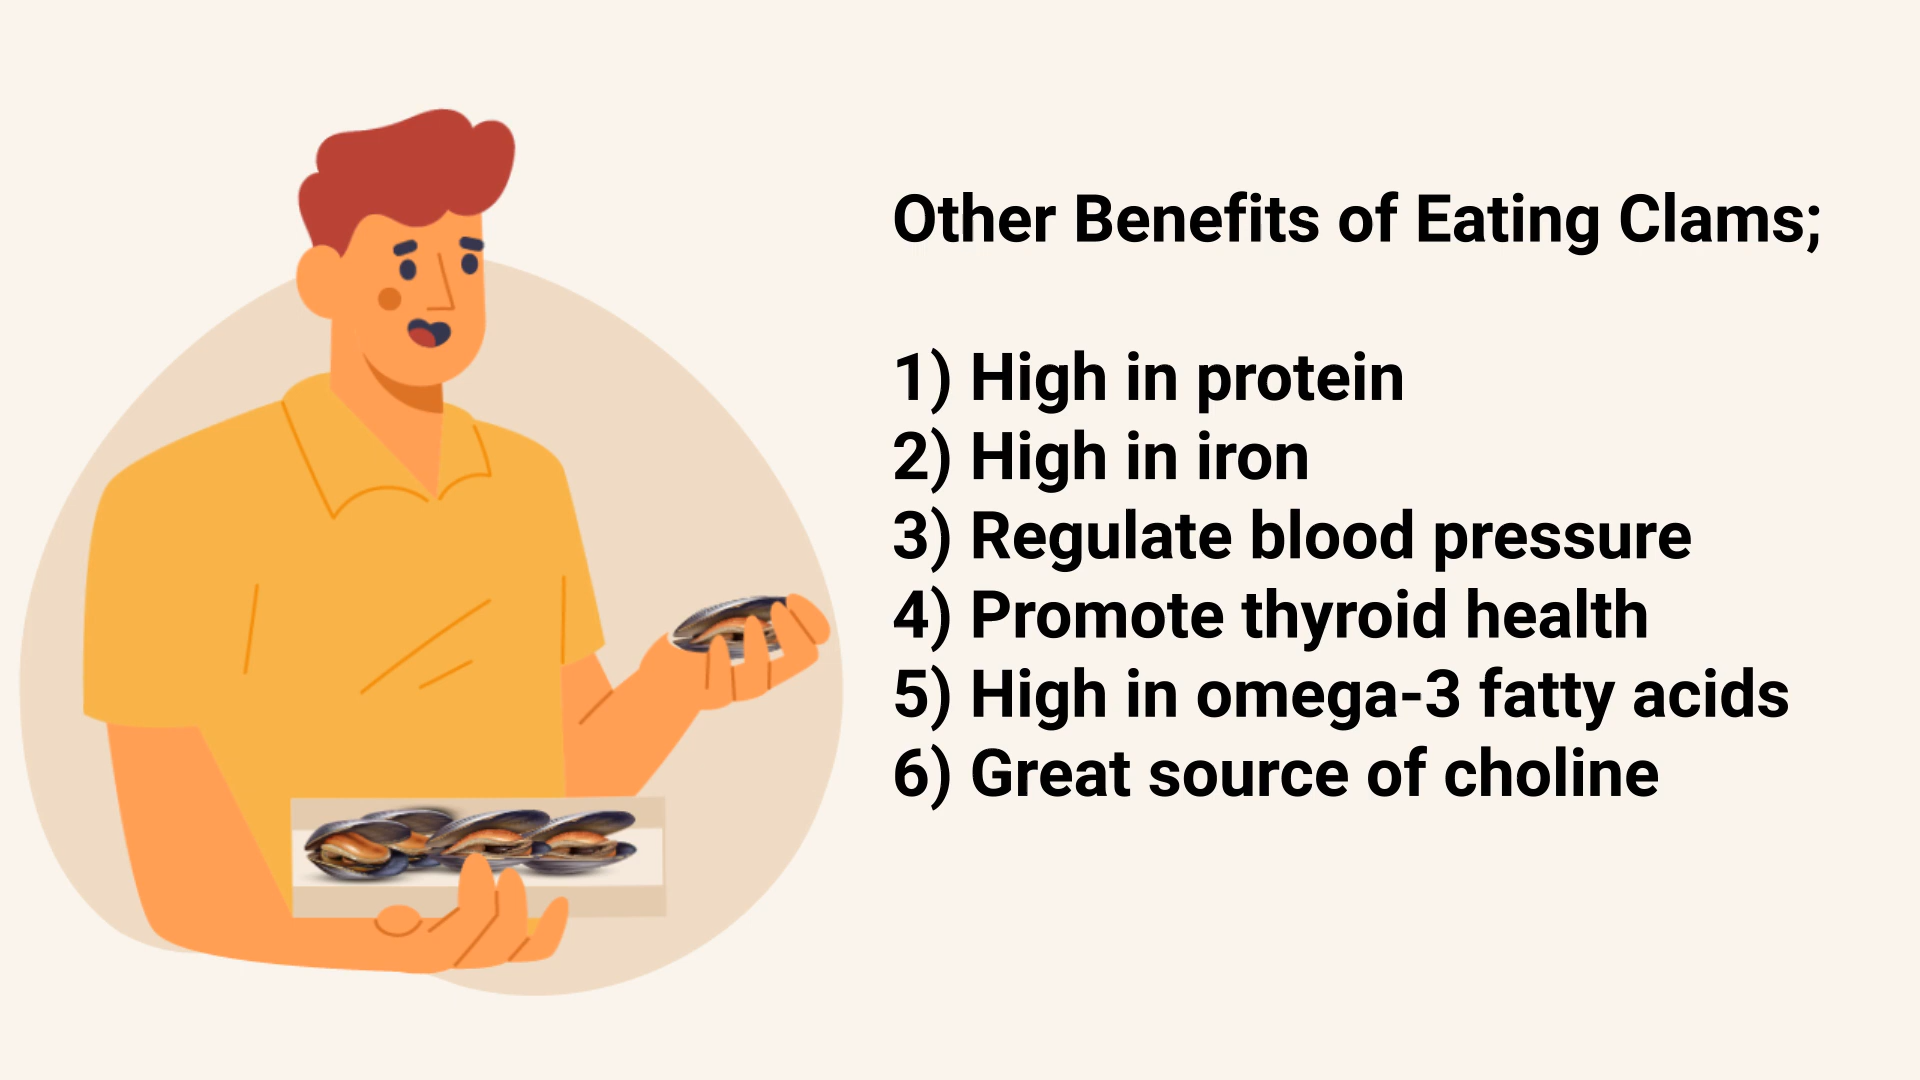 Other Benefits of Eating Clams;
1) High in protein
2) High in iron
3) Regulate blood pressure
4) Promote thyroid health
5) High in omega-3 fatty acids
6) Great source of choline